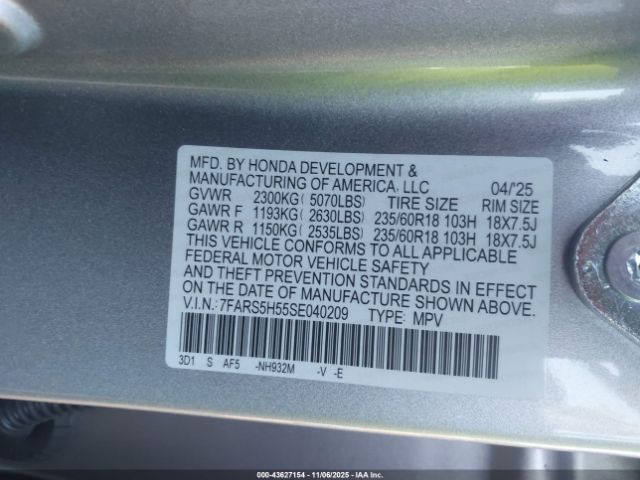 MFD. BY HONDA DEVELOPMENT &
MANUFACTURING OF AMERICA, LLC 04/'25
GVWR 2300KG( 5070LBS) TIRE SIZE RIM SIZE
GAWR F 1193KG( 2630LBS) 235/60R18 103H 18X7.5J
GAWR R 1150KG( 2535LBS) 235/60R18 103H 18X7.5J
THIS VEHICLE CONFORMS TO ALL APPLICABLE
FEDERAL MOTOR VEHICLE SAFETY
AND THEFT PREVENTION STANDARDS IN EFFECT
ON THE DATE OF MANUFACTURE SHOWN ABOVE.
V.I.N.: 7FARS5H55SE040209 TYPE: MPV
3D1 S AF5 -NH932M -V -E
000-43627154 - 11/06/2025 - IAA Inc.